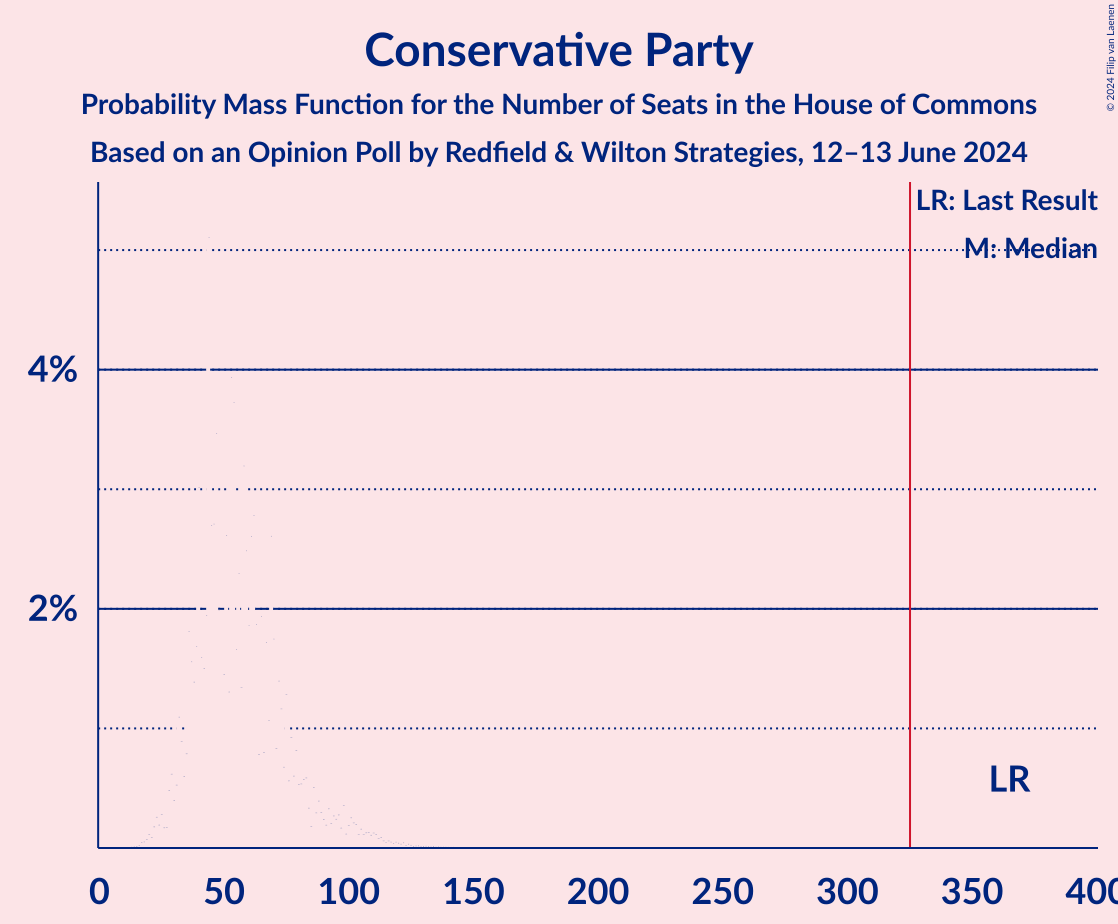 Conservative Party
Probability Mass Function for the Number of Seats in the House of Commons
Based on an Opinion Poll by Redfield & Wilton Strategies, 12–13 June 2024
© 2024 Filip van Laenen
LR: Last Result
M: Median
4%
2%
LR
0 50 100 150 200 250 300 350 400